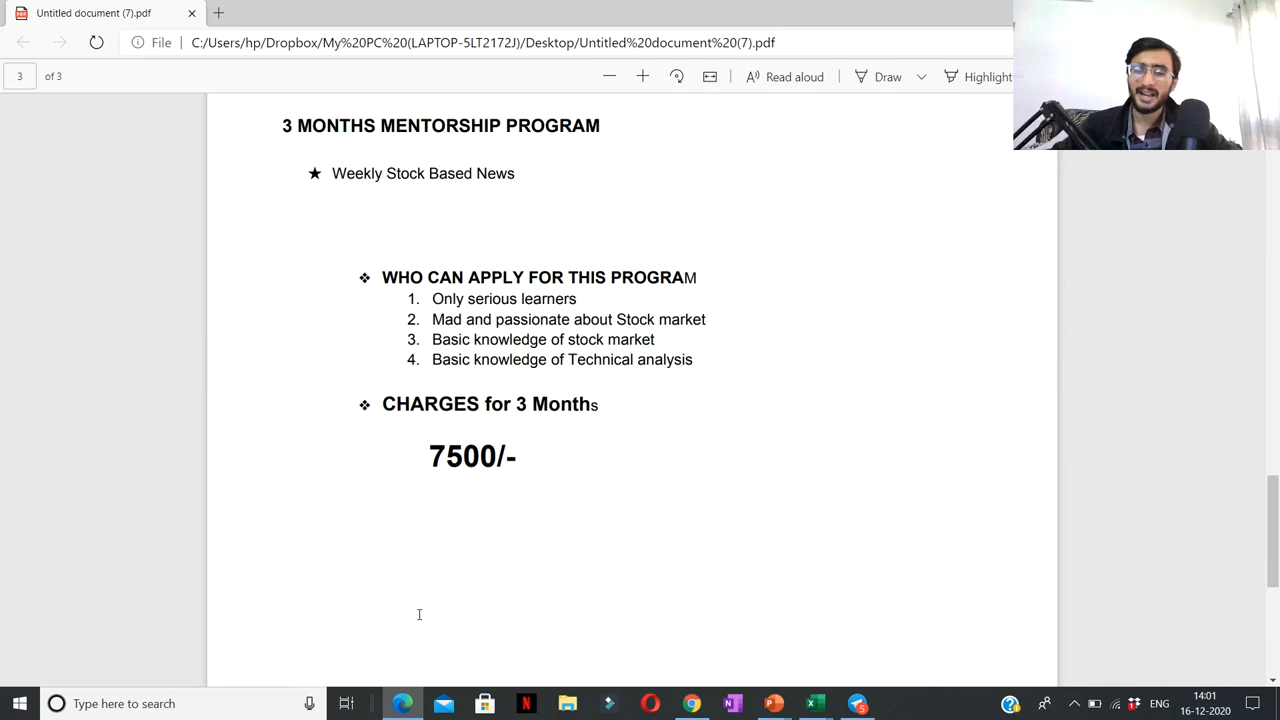 Untitled document (7).pdf
File
C:/Users/hp/Dropbox/My%20PC%20(LAPTOP-5LT2172J)/Desktop/Untitled%20document%20(7).pdf
3 of 3
Read aloud
Draw
Highlight
3 MONTHS MENTORSHIP PROGRAM
★ Weekly Stock Based News
❖ WHO CAN APPLY FOR THIS PROGRAM
1. Only serious learners
2. Mad and passionate about Stock market
3. Basic knowledge of stock market
4. Basic knowledge of Technical analysis
❖ CHARGES for 3 Months
7500/-
Type here to search
N
5
ENG
14:01
16-12-2020